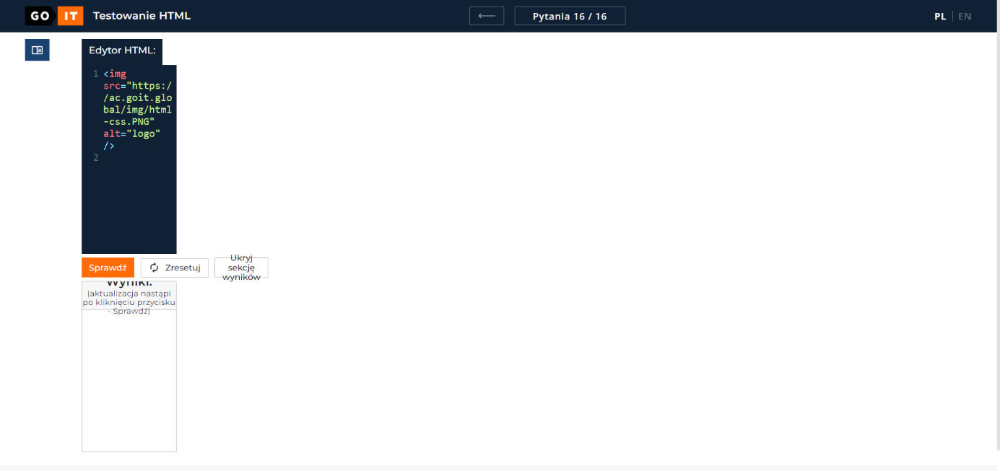 GO IT Testowanie HTML
Pytania 16 / 16
PL EN
Edytor HTML:
1 <img
src="https:/
/ac.goit.glo
bal/img/html
-css.PNG"
alt="logo"
/>
2
Sprawdź Zresetuj
Ukryj
sekcję
wyników
Wyniki:
(aktualizacja nastąpi
po kliknięciu przycisku
- Sprawdź)